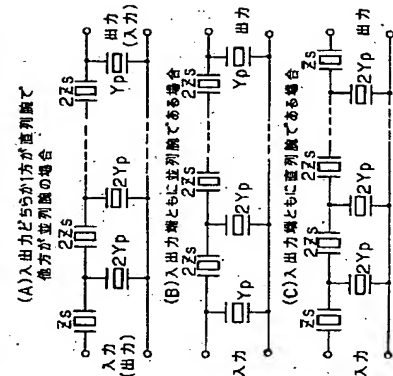 (A)入出力どちらか1方が直列腕で
他方が並列腕の場合
Zs
2Zs
2Zs
2Yp
2Yp
Yp
入力
(出力)
出力
(入力)
(B)入出力端ともに並列腕である場合
2Zs
2Zs
2Zs
Yp
2Yp
Yp
入力
出力
(C)入出力端ともに並列腕である場合
Zs
2Zs
2Zs
Zs
2Yp
2Yp
2Yp
入力
出力